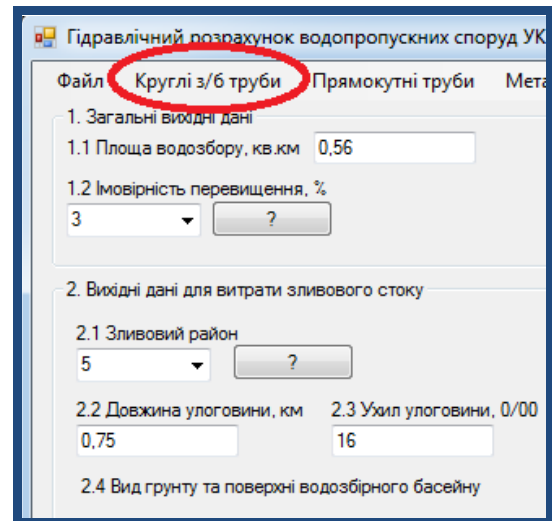 Гідравлічний розрахунок водопропускних споруд УК
Файл Круглі з/б труби Прямокутні труби Мета
1. Загальні вихідні дані
1.1 Площа водозбору, кв.км 0,56
1.2 Імовірність перевищення, %
3 ?
2. Вихідні дані для витрати зливового стоку
2.1 Зливовий район
5 ?
2.2 Довжина улоговини, км 2.3 Ухил улоговини, 0/00
0,75 16
2.4 Вид грунту та поверхні водозбірного басейну